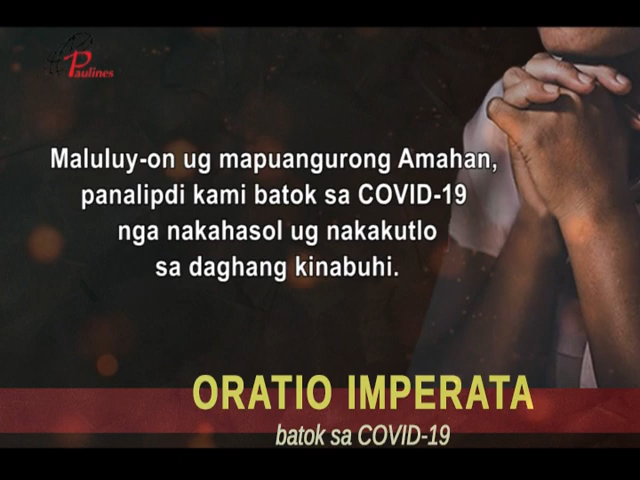 Paulines
Maluluy-on ug mapuangurong Amahan,
panalipdi kami batok sa COVID-19
nga nakahasol ug nakakutlo
sa daghang kinabuhi.
ORATIO IMPERATA
batok sa COVID-19